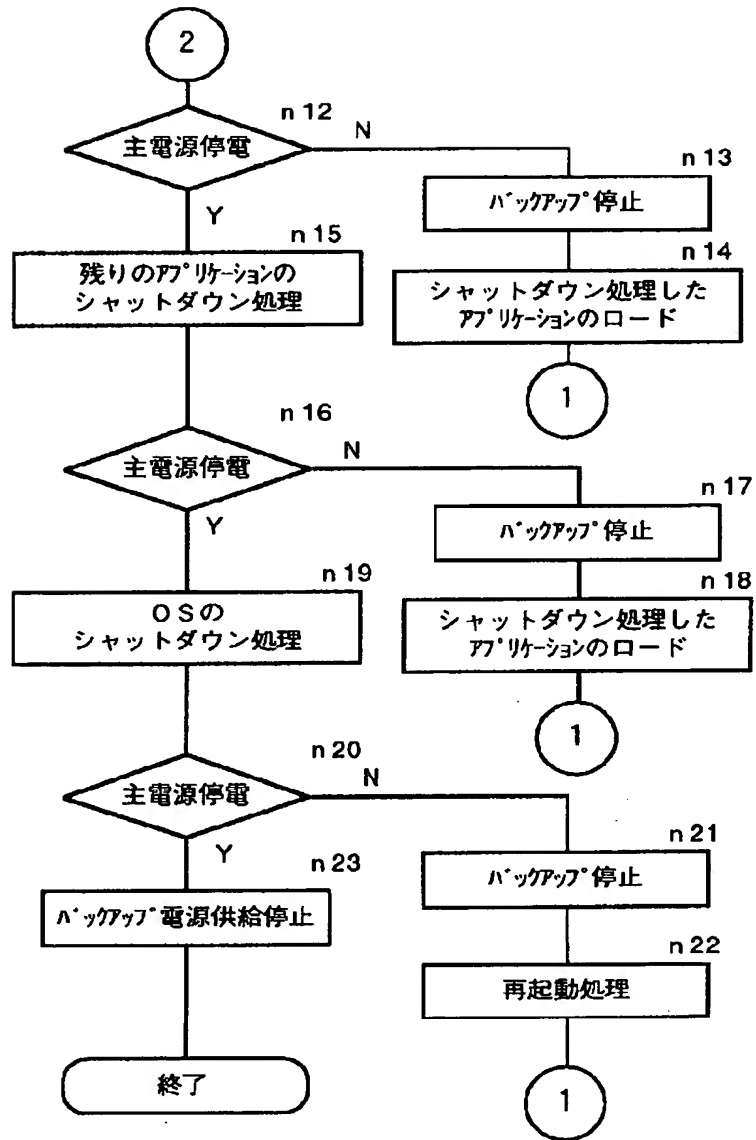 2
n12
主電源停電
N
Y
n13
バックアップ停止
n14
シャットダウン処理した
アプリケーションのロード
1
n15
残りのアプリケーションの
シャットダウン処理
n16
主電源停電
N
Y
n17
バックアップ停止
n18
シャットダウン処理した
アプリケーションのロード
1
n19
OSの
シャットダウン処理
n20
主電源停電
N
Y
n21
バックアップ停止
n22
再起動処理
1
n23
バックアップ電源供給停止
終了